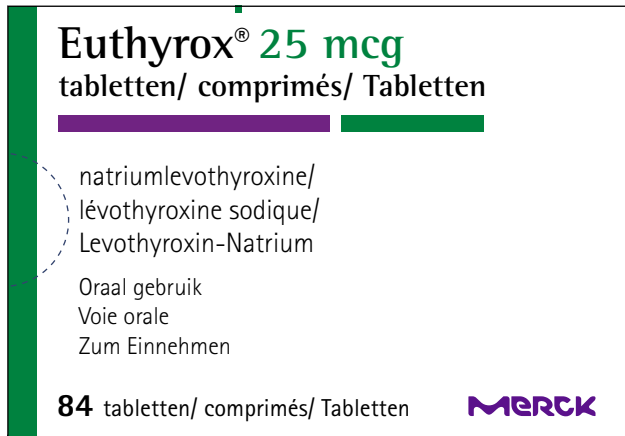 Euthyrox® 25 mcg
tabletten/ comprimés/ Tabletten
natriumlevothyroxine/
lévothyroxine sodique/
Levothyroxin-Natrium
Oraal gebruik
Voie orale
Zum Einnehmen
84 tabletten/ comprimés/ Tabletten
MERCK